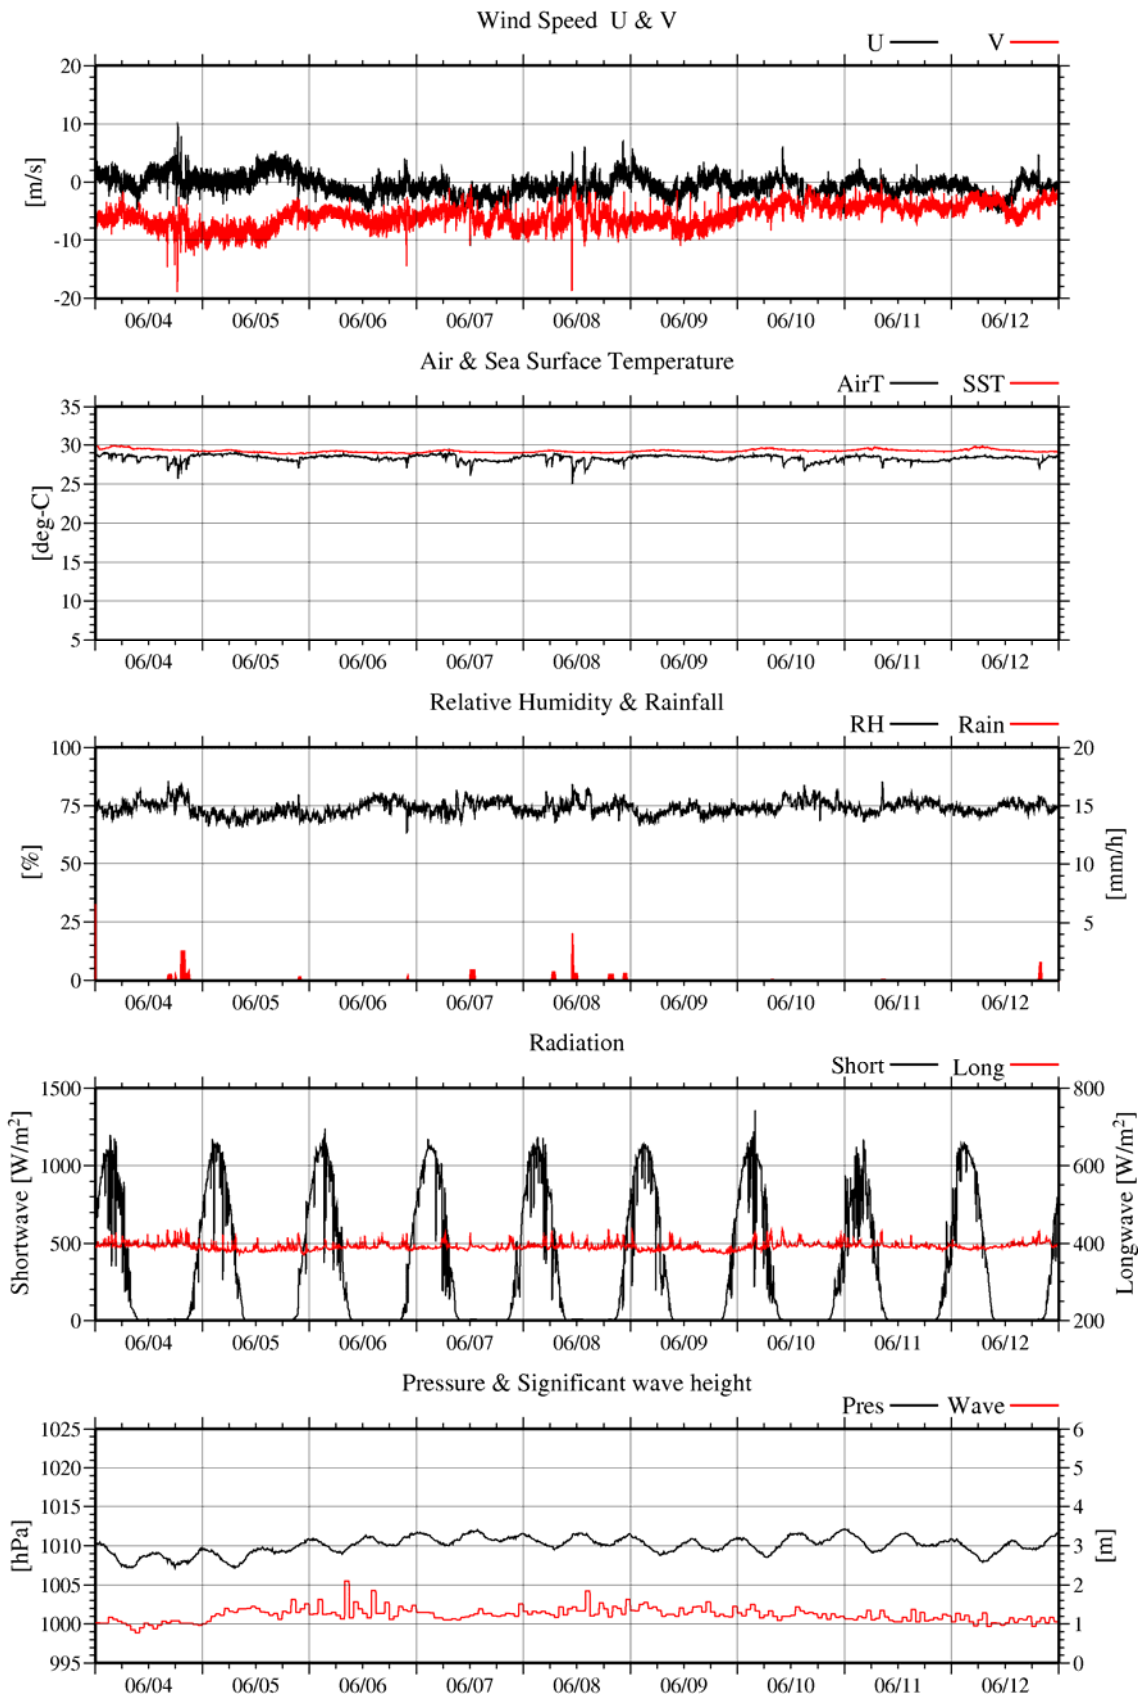 Wind Speed U & V
U V
20
10
0
-10
-20
[m/s]
06/04 06/05 06/06 06/07 06/08 06/09 06/10 06/11 06/12
Air & Sea Surface Temperature
AirT SST
35
30
25
20
15
10
5
[deg-C]
06/04 06/05 06/06 06/07 06/08 06/09 06/10 06/11 06/12
Relative Humidity & Rainfall
RH Rain
100 20
75 15
50 10
25 5
0
[%] [mm/h]
06/04 06/05 06/06 06/07 06/08 06/09 06/10 06/11 06/12
Radiation
Short Long
1500 800
1000 600
500 400
0 200
Shortwave [W/m²] Longwave [W/m²]
06/04 06/05 06/06 06/07 06/08 06/09 06/10 06/11 06/12
Pressure & Significant wave height
Pres Wave
1025 6
1020 5
1015 4
1010 3
1005 2
1000 1
995 0
[hPa] [m]
06/04 06/05 06/06 06/07 06/08 06/09 06/10 06/11 06/12